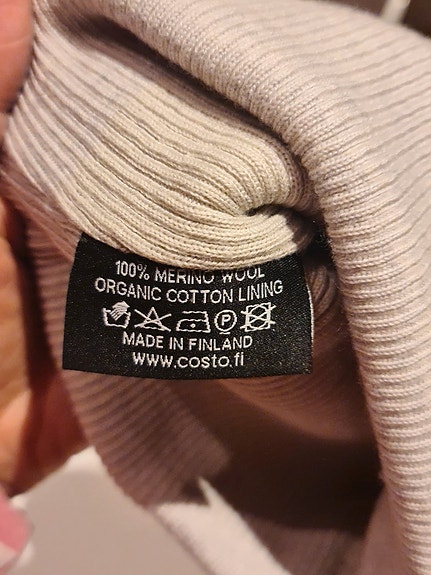 100% MERINO WOOL
ORGANIC COTTON LINING
P
MADE IN FINLAND
www.costo.fi